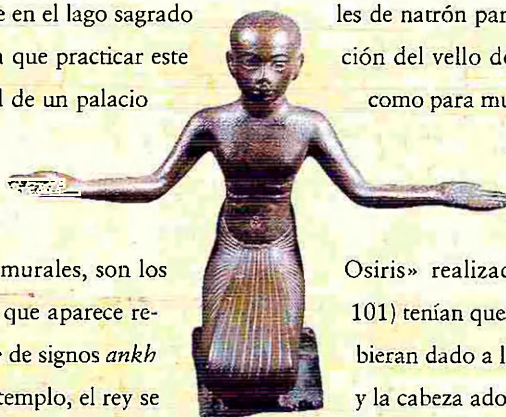 e en el lago sagrado
que practicar este
l de un palacio
murales, son los
que aparece re-
de signos ankh
templo, el rey se
les de natrón par
ción del vello de
como para mu
Osiris» realizad
101) tenían que
bieran dado a l
y la cabeza ado